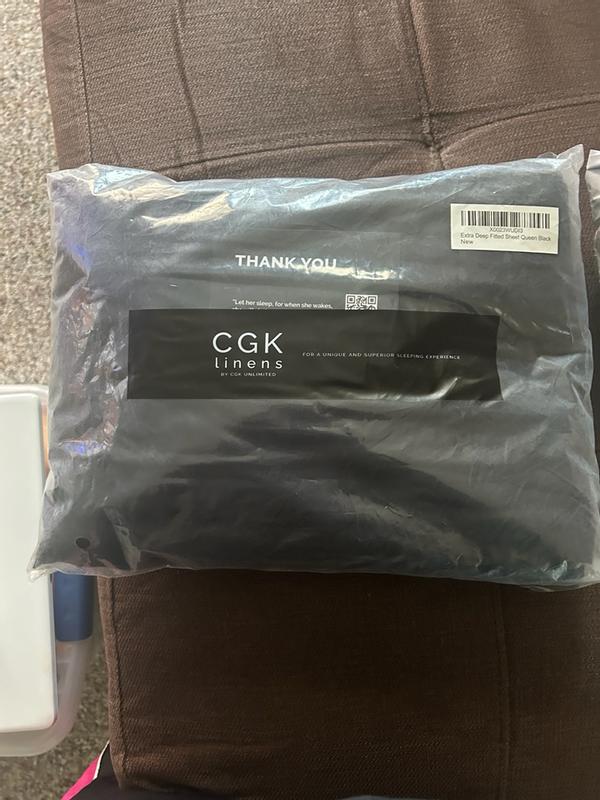 X0023WUDI3
Extra Deep Fitted Sheet Queen Black
New
THANK YOU
"Let her sleep, for when she wakes,
CGK
linens
BY CGK UNLIMITED
FOR A UNIQUE AND SUPERIOR SLEEPING EXPERIENCE